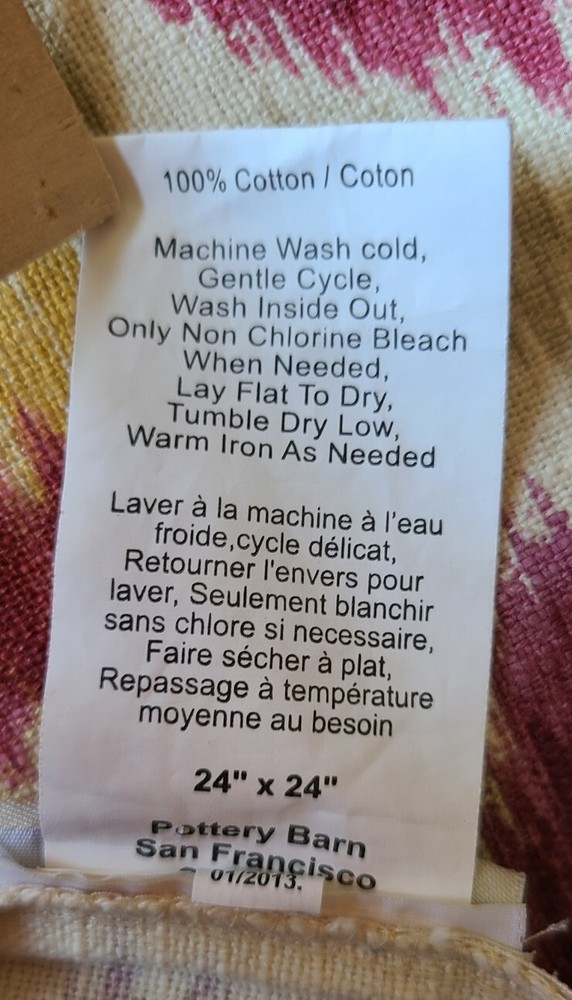 100% Cotton / Coton
Machine Wash cold,
Gentle Cycle,
Wash Inside Out,
Only Non Chlorine Bleach
When Needed,
Lay Flat To Dry,
Tumble Dry Low,
Warm Iron As Needed
Laver à la machine à l'eau
froide,cycle délicat,
Retourner l'envers pour
laver, Seulement blanchir
sans chlore si necessaire,
Faire sécher à plat,
Repassage à température
moyenne au besoin
24" x 24"
Pottery Barn
San Francisco
01/2013.